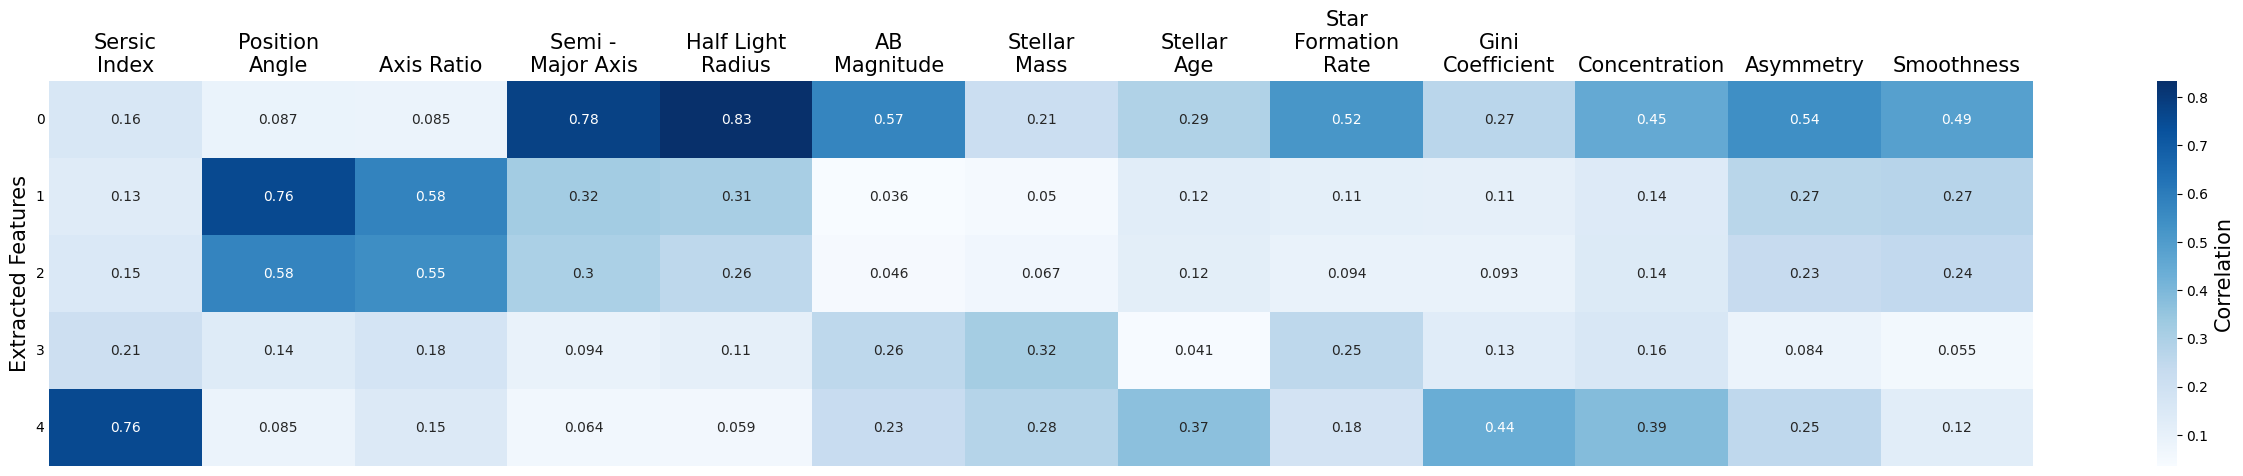 Sersic
Index
Position
Angle
Axis Ratio
Semi -
Major Axis
Half Light
Radius
AB
Magnitude
Stellar
Mass
Stellar
Age
Star
Formation
Rate
Gini
Coefficient
Concentration
Asymmetry
Smoothness
Extracted Features
0 0.16 0.087 0.085 0.78 0.83 0.57 0.21 0.29 0.52 0.27 0.45 0.54 0.49
1 0.13 0.76 0.58 0.32 0.31 0.036 0.05 0.12 0.11 0.11 0.14 0.27 0.27
2 0.15 0.58 0.55 0.3 0.26 0.046 0.067 0.12 0.094 0.093 0.14 0.23 0.24
3 0.21 0.14 0.18 0.094 0.11 0.26 0.32 0.041 0.25 0.13 0.16 0.084 0.055
4 0.76 0.085 0.15 0.064 0.059 0.23 0.28 0.37 0.18 0.44 0.39 0.25 0.12
0.8
0.7
0.6
0.5
0.4
0.3
0.2
0.1
Correlation